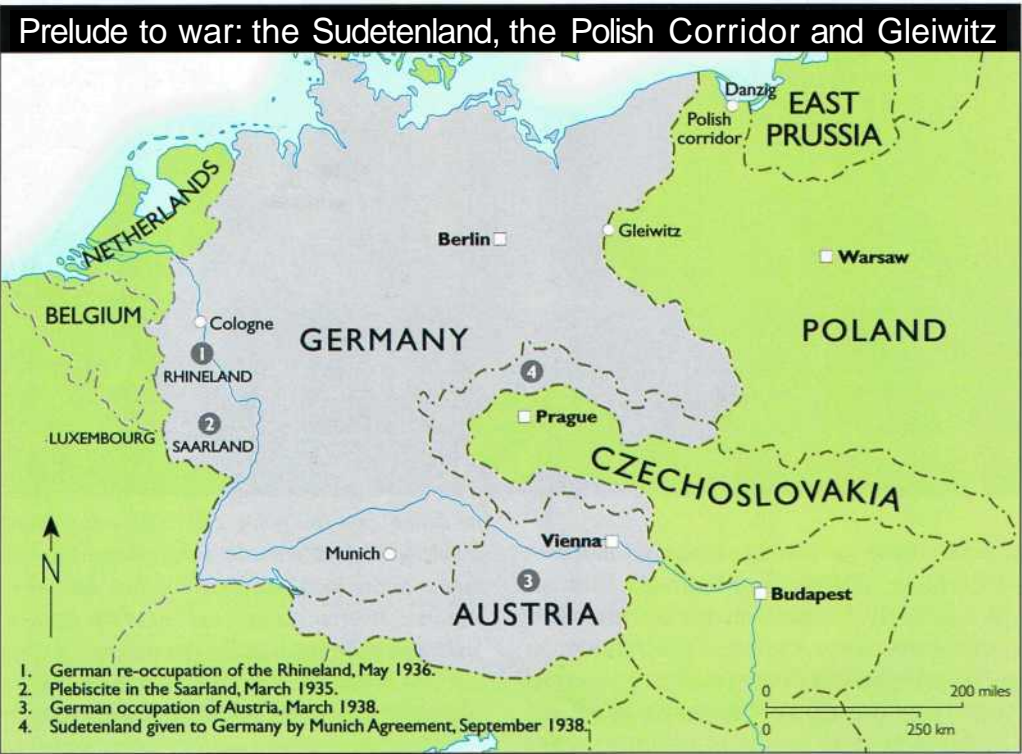 Prelude to war: the Sudetenland, the Polish Corridor and Gleiwitz
Danzig
EAST
PRUSSIA
Polish
corridor
NETHERLANDS
Berlin
Gleiwitz
Warsaw
BELGIUM
Cologne
GERMANY
POLAND
1
RHINELAND
4
2
Prague
LUXEMBOURG
SAARLAND
CZECHOSLOVAKIA
N
Munich
Vienna
3
Budapest
AUSTRIA
1. German re-occupation of the Rhineland, May 1936.
2. Plebiscite in the Saarland, March 1935.
3. German occupation of Austria, March 1938.
4. Sudetenland given to Germany by Munich Agreement, September 1938.
0 200 miles
0 250 km